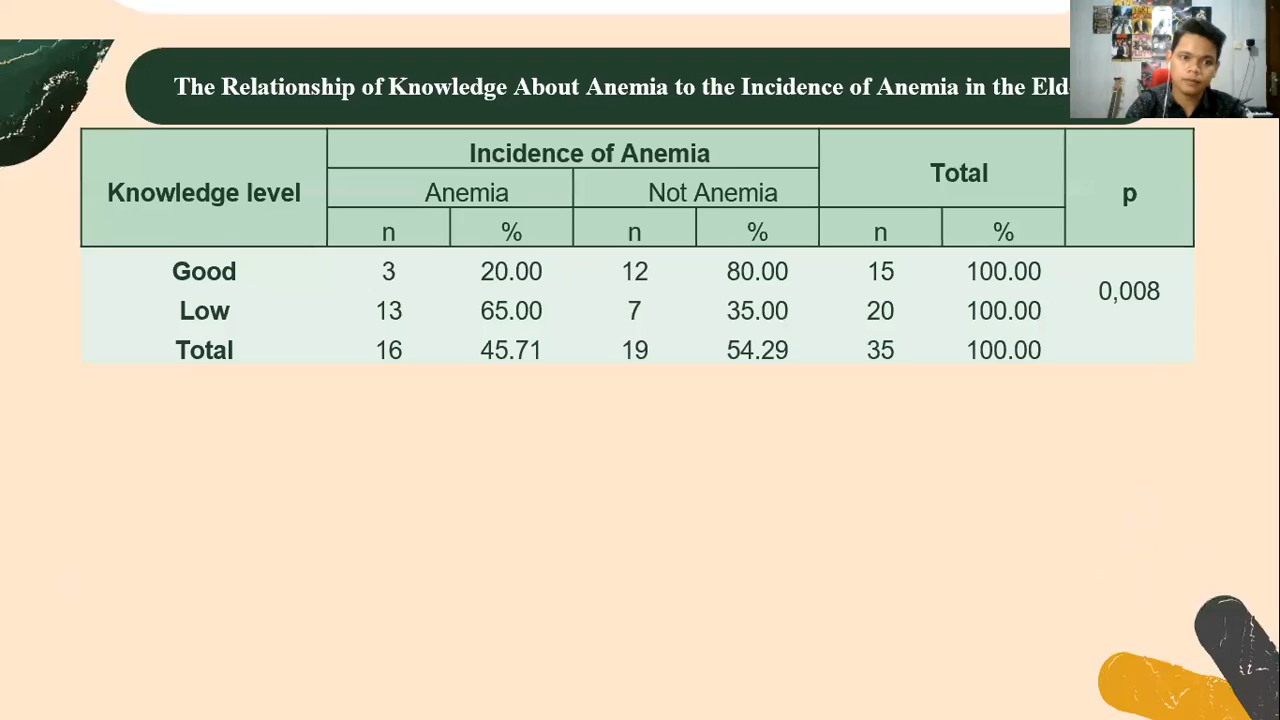 The Relationship of Knowledge About Anemia to the Incidence of Anemia in the
Knowledge level Incidence of Anemia Total p
Anemia Not Anemia
n % n % n %
Good 3 20.00 12 80.00 15 100.00 0,008
Low 13 65.00 7 35.00 20 100.00
Total 16 45.71 19 54.29 35 100.00